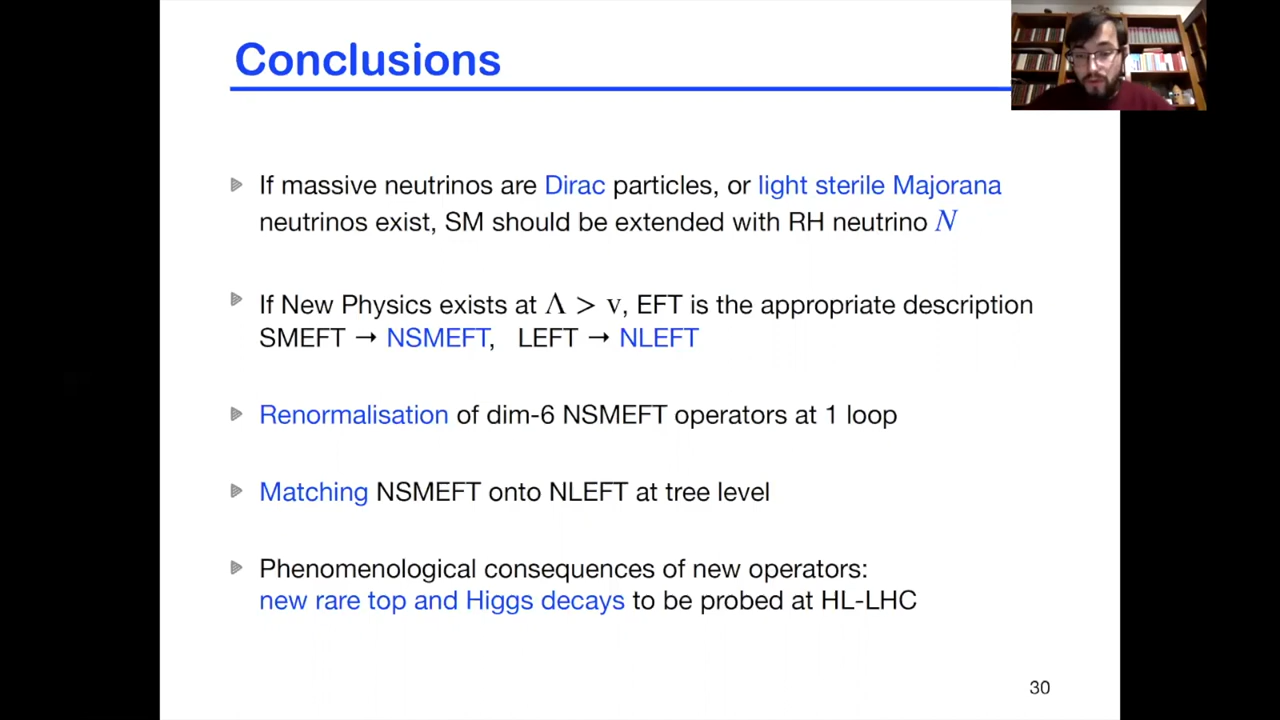 Conclusions
If massive neutrinos are Dirac particles, or light sterile Majorana
neutrinos exist, SM should be extended with RH neutrino N
If New Physics exists at Λ > v, EFT is the appropriate description
SMEFT → NSMEFT, LEFT → NLEFT
Renormalisation of dim-6 NSMEFT operators at 1 loop
Matching NSMEFT onto NLEFT at tree level
Phenomenological consequences of new operators:
new rare top and Higgs decays to be probed at HL-LHC
30